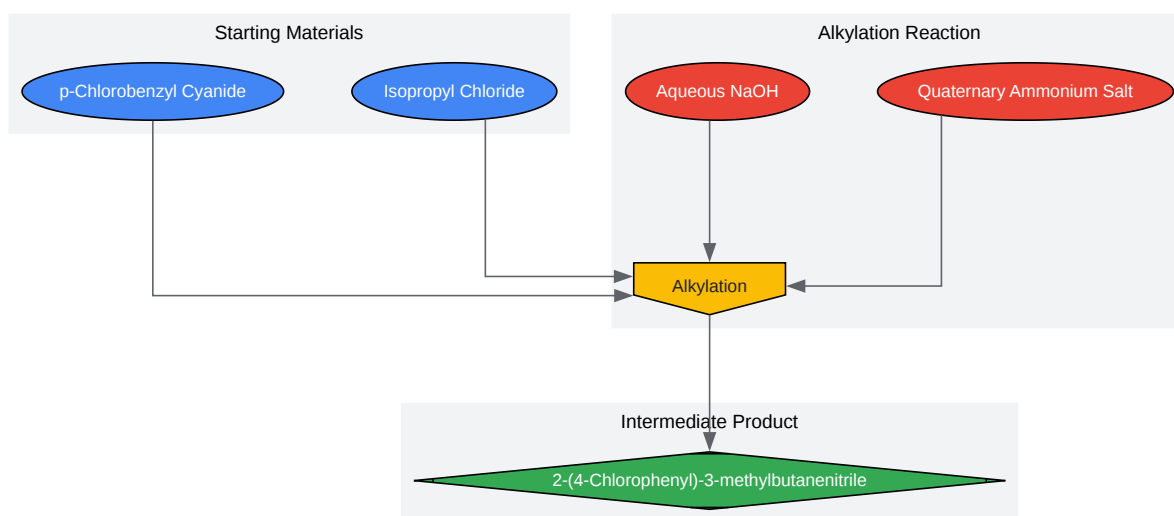 Starting Materials
Alkylation Reaction
p-Chlorobenzyl Cyanide
Isopropyl Chloride
Aqueous NaOH
Quaternary Ammonium Salt
Alkylation
Intermediate Product
2-(4-Chlorophenyl)-3-methylbutanenitrile